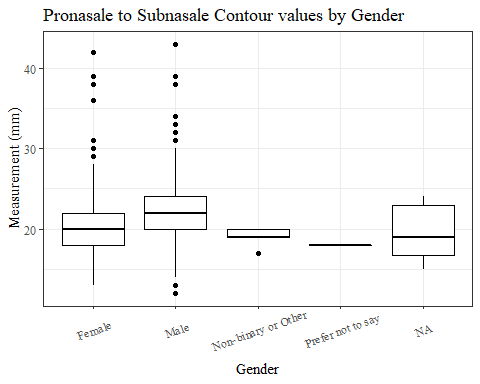 Pronasale to Subnasale Contour values by Gender
Measurement (mm)
40
30
20
Female
Male
Non-binary or Other
Prefer not to say
NA
Gender